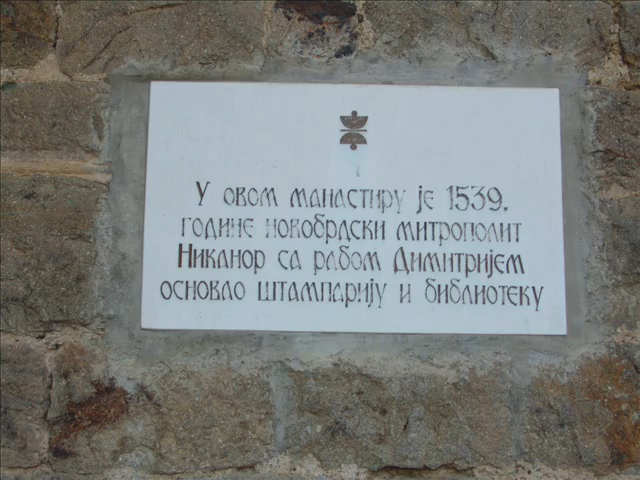 У овом манастиру је 1539.
године новобрдски митрополит
Никанор са рабом Димитријем
основао штампарију и библиотеку